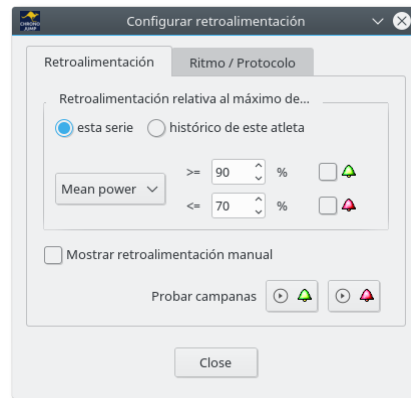 CHRONO
JUMP
Configurar retroalimentación
Retroalimentación
Ritmo / Protocolo
Retroalimentación relativa al máximo de...
esta serie
histórico de este atleta
Mean power
>= 90 %
<= 70 %
Mostrar retroalimentación manual
Probar campanas
Close